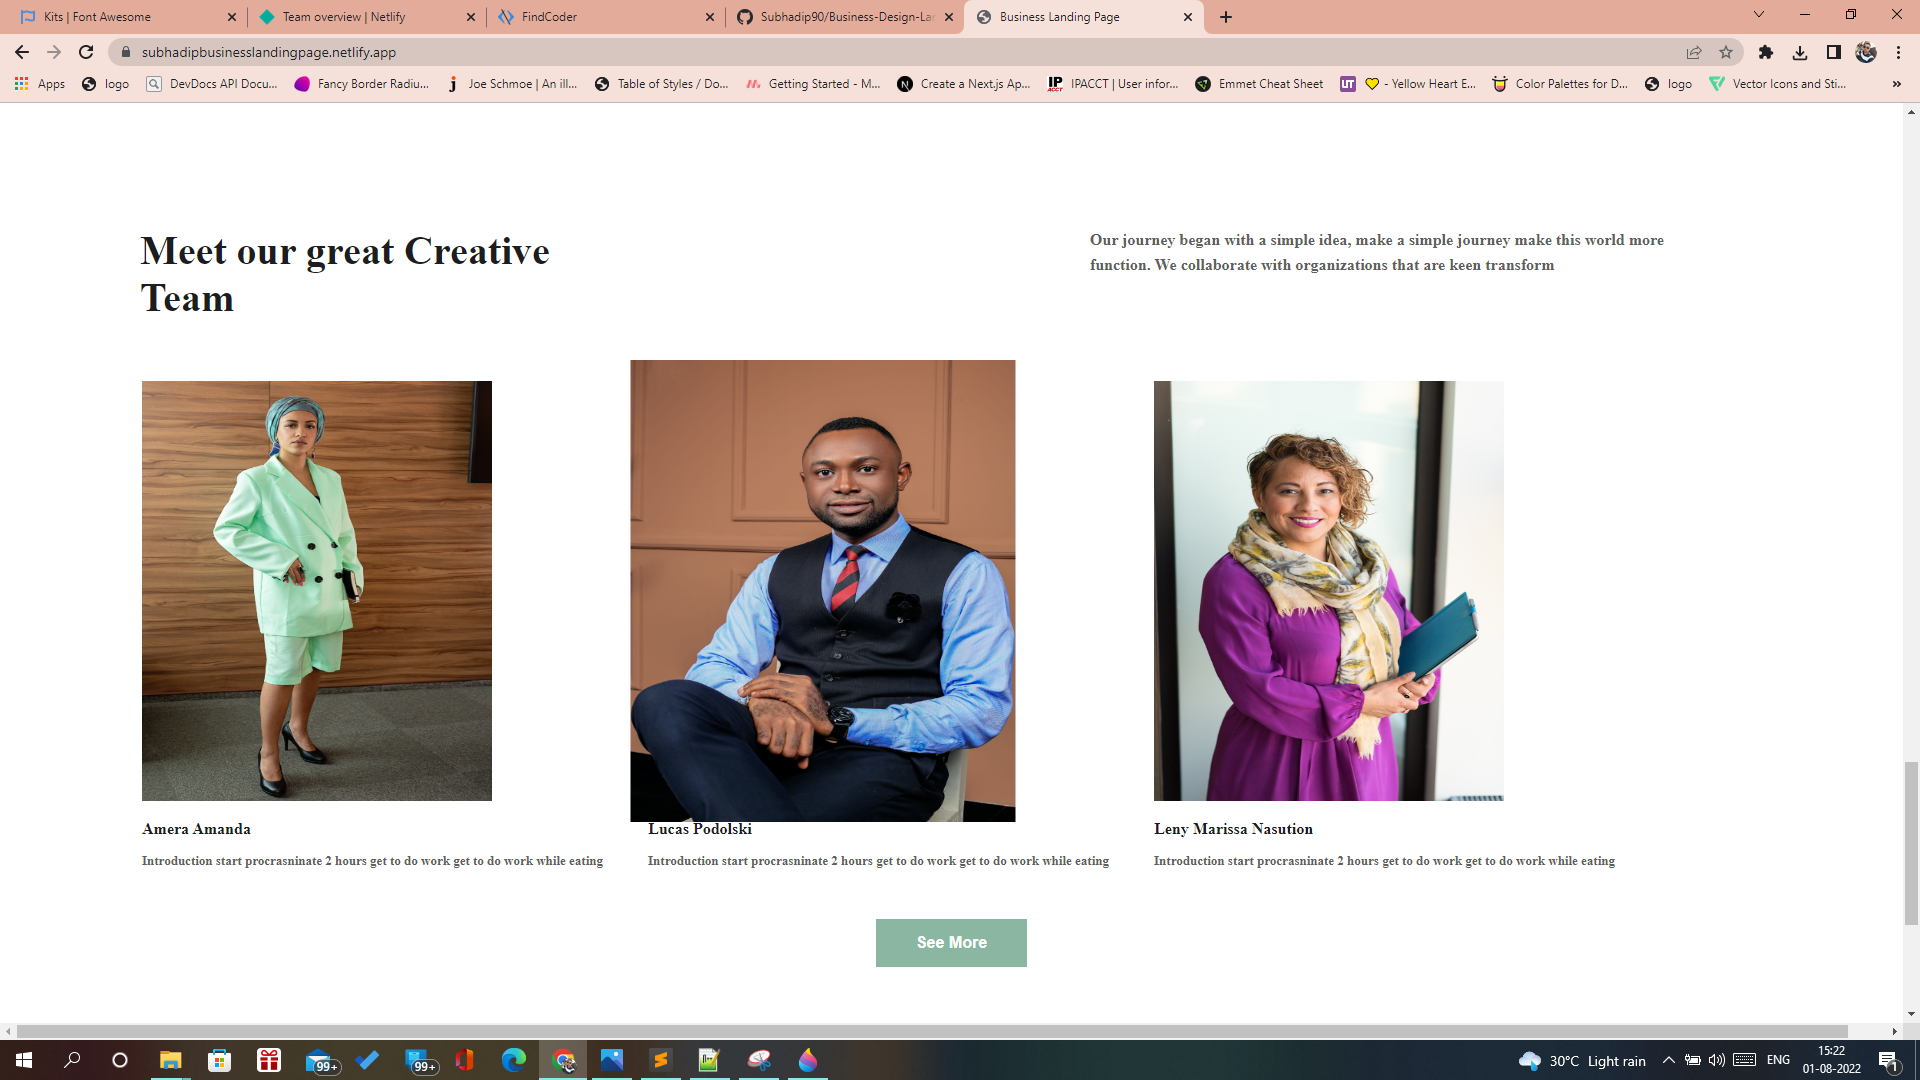 Kits | Font Awesome
Team overview | Netlify
FindCoder
Subhadip90/Business-Design-Lan
Business Landing Page
subhadipbusinesslandingpage.netlify.app
Apps
logo
DevDocs API Docu...
Fancy Border Radiu...
j
Joe Schmoe | An ill...
Table of Styles / Do...
Getting Started - M...
N
Create a Next.js Ap...
IP
ACCT
IPACCT | User infor...
Emmet Cheat Sheet
UT
- Yellow Heart E...
Color Palettes for D...
logo
Vector Icons and Sti...
»
Meet our great Creative
Team
Our journey began with a simple idea, make a simple journey make this world more
function. We collaborate with organizations that are keen transform
Amera Amanda
Introduction start procrasninate 2 hours get to do work get to do work while eating
Lucas Podolski
Introduction start procrasninate 2 hours get to do work get to do work while eating
Leny Marissa Nasution
Introduction start procrasninate 2 hours get to do work get to do work while eating
See More
99+
99+
30°C Light rain
ENG
15:22
01-08-2022
1